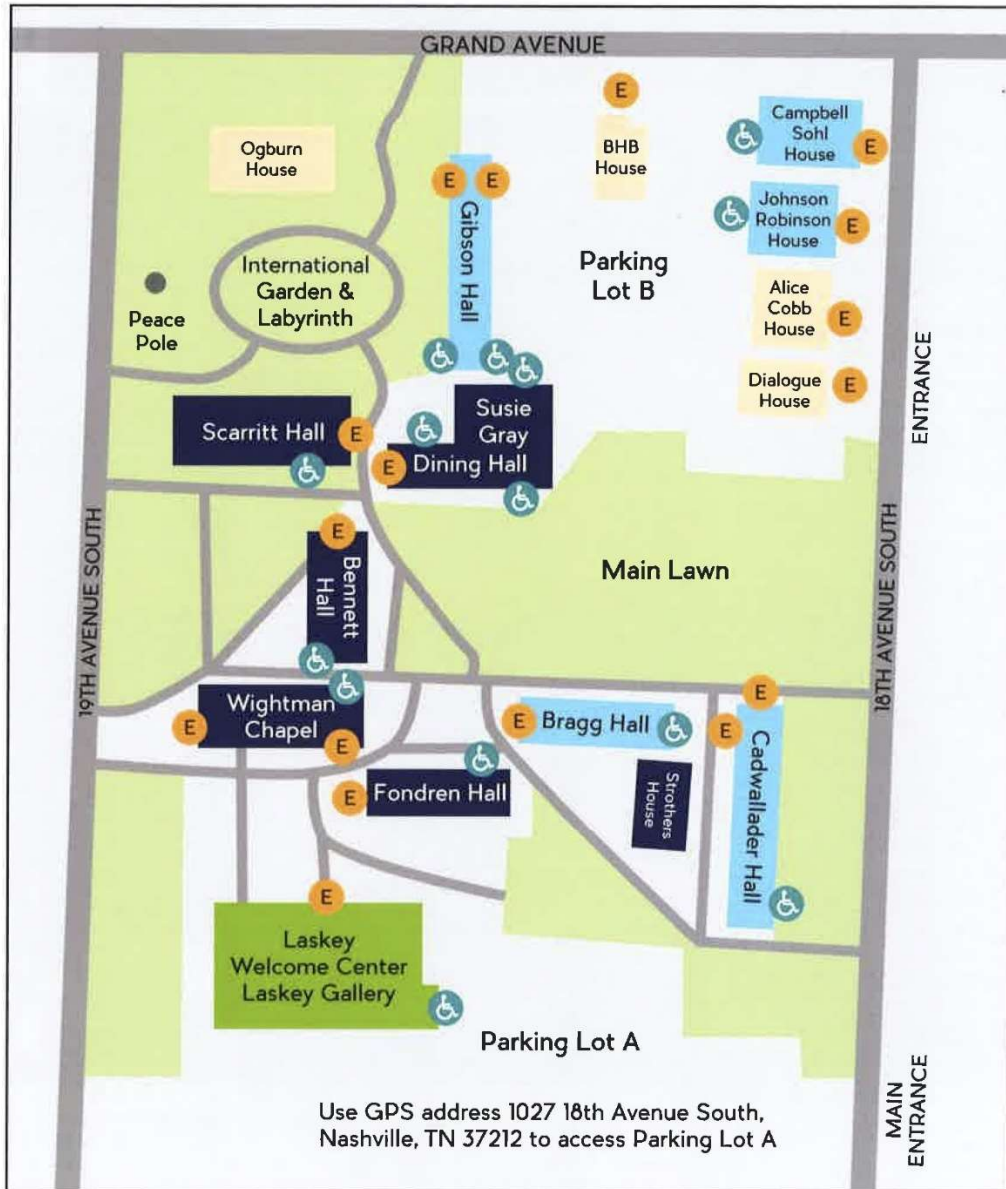 GRAND AVENUE
E
Campbell
Sohl
House
E
Ogburn
House
BHB
House
E
E
Gibson Hall
Johnson
Robinson
House
E
International
Garden &
Labyrinth
Parking
Lot B
Peace
Pole
Alice
Cobb
House
E
Dialogue
House
E
ENTRANCE
Scarritt Hall
E
Susie
Gray
Dining Hall
E
19TH AVENUE SOUTH
18TH AVENUE SOUTH
E
Bennett
Hall
Main Lawn
Wightman
Chapel
E
E
E
Bragg Hall
E
E
Cadwallader Hall
Strothers
House
E
Fondren Hall
E
Laskey
Welcome Center
Laskey Gallery
Parking Lot A
MAIN
ENTRANCE
Use GPS address 1027 18th Avenue South,
Nashville, TN 37212 to access Parking Lot A